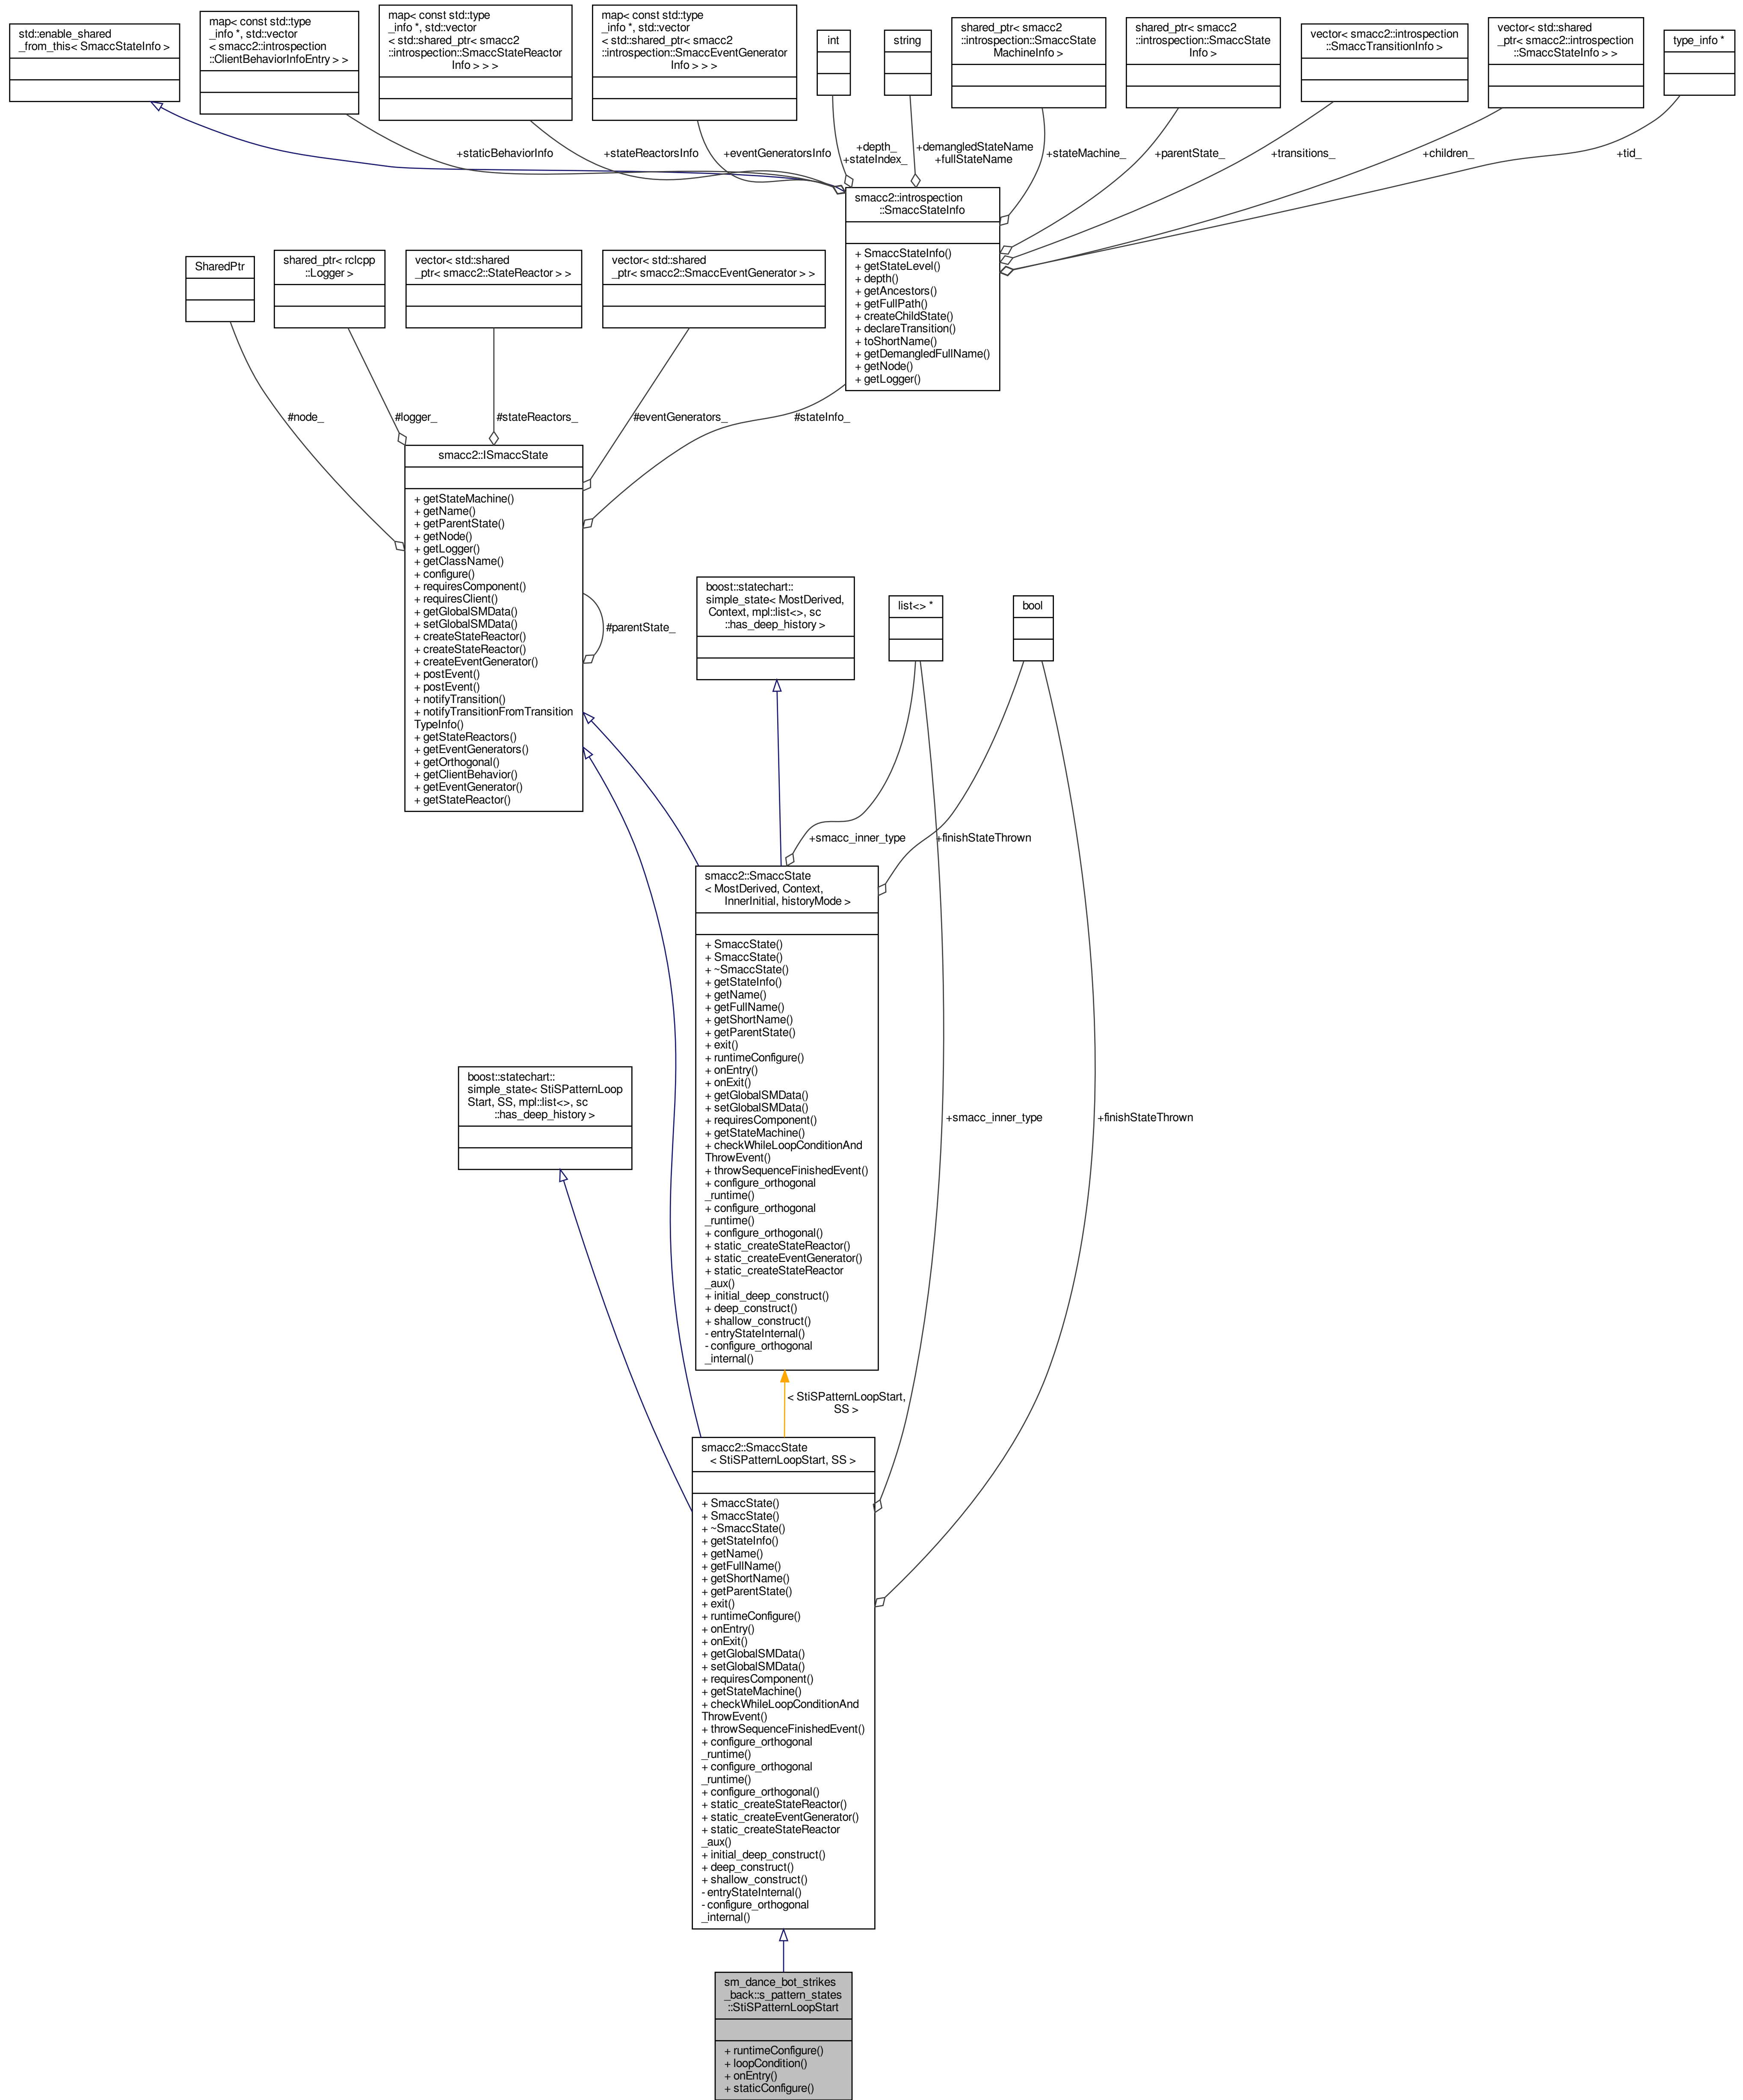 std::enable_shared
_from_this< SmaccStateInfo >
map< const std::type
_info *, std::vector
< smacc2::introspection
::ClientBehaviorInfoEntry > >
map< const std::type
_info *, std::vector
< std::shared_ptr< smacc2
::introspection::SmaccStateReactor
Info > > >
map< const std::type
_info *, std::vector
< std::shared_ptr< smacc2
::introspection::SmaccEventGenerator
Info > > >
int
string
shared_ptr< smacc2
::introspection::SmaccState
MachineInfo >
shared_ptr< smacc2
::introspection::SmaccState
Info >
vector< smacc2::introspection
::SmaccTransitionInfo >
vector< std::shared
_ptr< smacc2::introspection
::SmaccStateInfo > >
type_info *
+staticBehaviorInfo
+stateReactorsInfo
+eventGeneratorsInfo
+depth_
+stateIndex_
+demangledStateName
+fullStateName
+stateMachine_
+parentState_
+transitions_
+children_
+tid_
smacc2::introspection
::SmaccStateInfo
+ SmaccStateInfo()
+ getStateLevel()
+ depth()
+ getAncestors()
+ getFullPath()
+ createChildState()
+ declareTransition()
+ toShortName()
+ getDemangledFullName()
+ getNode()
+ getLogger()
SharedPtr
shared_ptr< rclcpp
::Logger >
vector< std::shared
_ptr< smacc2::StateReactor > >
vector< std::shared
_ptr< smacc2::SmaccEventGenerator > >
#node_
#logger_
#stateReactors_
#eventGenerators_
#stateInfo_
smacc2::ISmaccState
+ getStateMachine()
+ getName()
+ getParentState()
+ getNode()
+ getLogger()
+ getClassName()
+ configure()
+ requiresComponent()
+ requiresClient()
+ getGlobalSMData()
+ setGlobalSMData()
+ createStateReactor()
+ createStateReactor()
+ createEventGenerator()
+ postEvent()
+ postEvent()
+ notifyTransition()
+ notifyTransitionFromTransition
TypeInfo()
+ getStateReactors()
+ getEventGenerators()
+ getOrthogonal()
+ getClientBehavior()
+ getEventGenerator()
+ getStateReactor()
#parentState_
boost::statechart::
simple_state< MostDerived,
Context, mpl::list<>, sc
::has_deep_history >
list<> *
bool
+smacc_inner_type
+finishStateThrown
smacc2::SmaccState
< MostDerived, Context,
InnerInitial, historyMode >
+ SmaccState()
+ SmaccState()
+ ~SmaccState()
+ getStateInfo()
+ getName()
+ getFullName()
+ getShortName()
+ getParentState()
+ exit()
+ runtimeConfigure()
+ onEntry()
+ onExit()
+ getGlobalSMData()
+ setGlobalSMData()
+ requiresComponent()
+ getStateMachine()
+ checkWhileLoopConditionAnd
ThrowEvent()
+ throwSequenceFinishedEvent()
+ configure_orthogonal
_runtime()
+ configure_orthogonal
_runtime()
+ configure_orthogonal()
+ static_createStateReactor()
+ static_createEventGenerator()
+ static_createStateReactor
_aux()
+ initial_deep_construct()
+ deep_construct()
+ shallow_construct()
- entryStateInternal()
- configure_orthogonal
_internal()
boost::statechart::
simple_state< StiSPatternLoop
Start, SS, mpl::list<>, sc
::has_deep_history >
+smacc_inner_type
+finishStateThrown
< StiSPatternLoopStart,
SS >
smacc2::SmaccState
< StiSPatternLoopStart, SS >
+ SmaccState()
+ SmaccState()
+ ~SmaccState()
+ getStateInfo()
+ getName()
+ getFullName()
+ getShortName()
+ getParentState()
+ exit()
+ runtimeConfigure()
+ onEntry()
+ onExit()
+ getGlobalSMData()
+ setGlobalSMData()
+ requiresComponent()
+ getStateMachine()
+ checkWhileLoopConditionAnd
ThrowEvent()
+ throwSequenceFinishedEvent()
+ configure_orthogonal
_runtime()
+ configure_orthogonal
_runtime()
+ configure_orthogonal()
+ static_createStateReactor()
+ static_createEventGenerator()
+ static_createStateReactor
_aux()
+ initial_deep_construct()
+ deep_construct()
+ shallow_construct()
- entryStateInternal()
- configure_orthogonal
_internal()
sm_dance_bot_strikes
_back::s_pattern_states
::StiSPatternLoopStart
+ runtimeConfigure()
+ loopCondition()
+ onEntry()
+ staticConfigure()